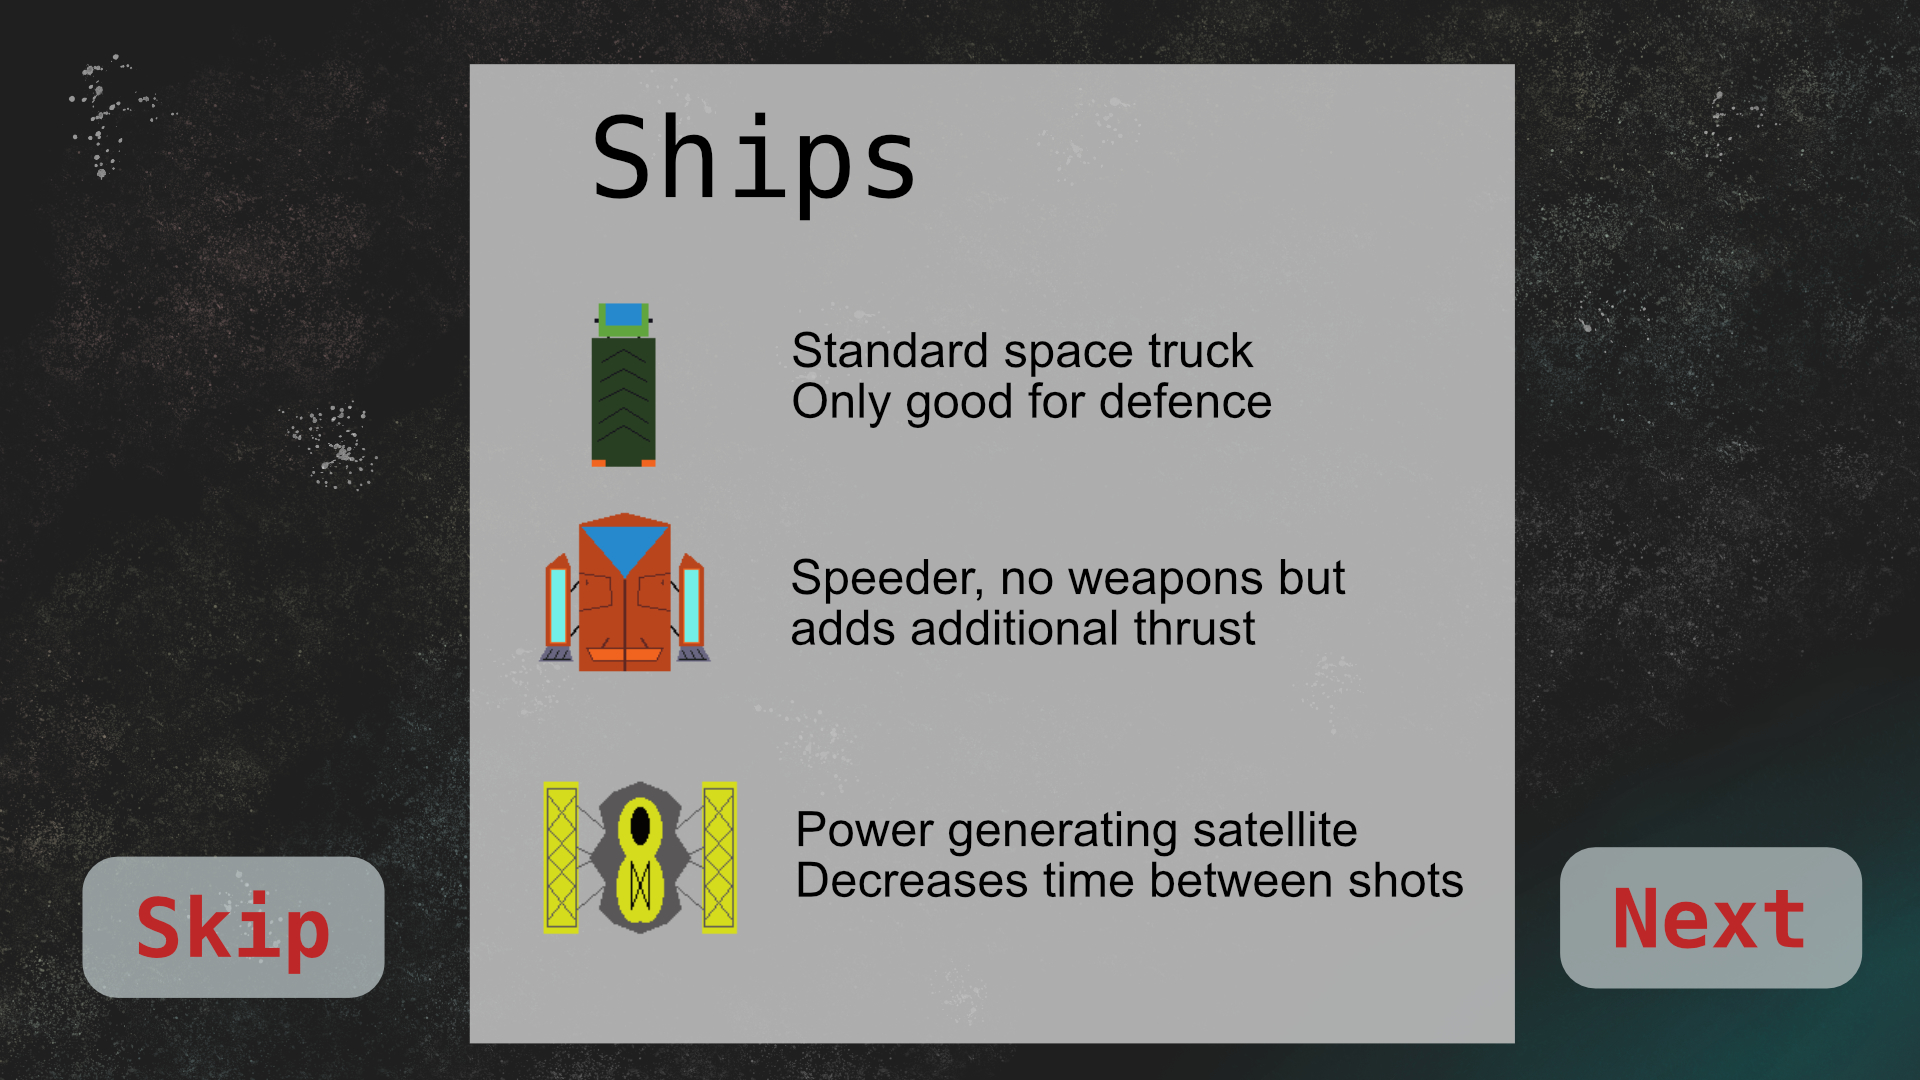 Ships
Standard space truck
Only good for defence
Speeder, no weapons but
adds additional thrust
Power generating satellite
Decreases time between shots
Skip
Next